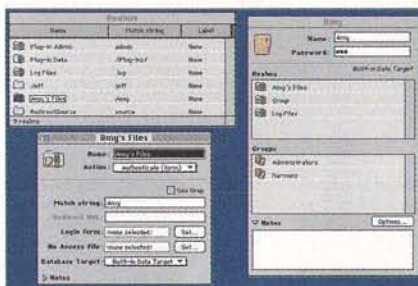 Realms
Name Match string Label
Plug-in Admin admin None
Plug-in Data /Plug-ins/ None
Log Files .log None
Jeff jeff None
Amy's Files Amy None
RedirectSource source None
9 realms
Amy's Files
Name: Amy's Files
Action: Authenticate (form)
Use Grep
Match string: Amy
Redirect URL:
Login form: (none selected) Set...
No Access file: (none selected) Set...
Database Target: Built-in Data Target
Notes
Amy
Name: Amy
Password:
Built-in Data Target
Realms
Amy's Files
Group
Log Files
Groups
Administrators
Notes
Options...